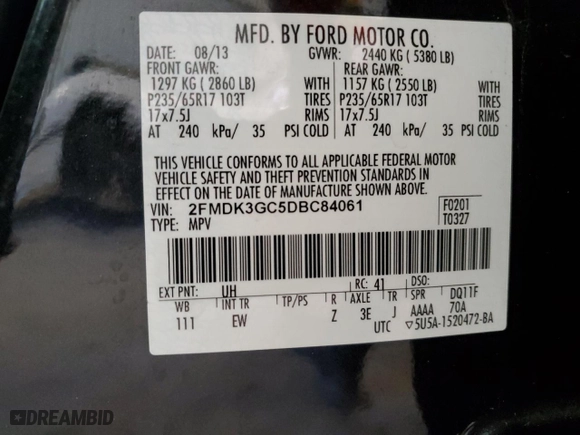 MFD. BY FORD MOTOR CO.
DATE: 08/13 GVWR: 2440 KG ( 5380 LB)
FRONT GAWR: REAR GAWR:
1297 KG ( 2860 LB) WITH 1157 KG ( 2550 LB) WITH
P235/65R17 103T TIRES P235/65R17 103T TIRES
17x7.5J RIMS 17x7.5J RIMS
AT 240 kPa/ 35 PSI COLD AT 240 kPa/ 35 PSI COLD
THIS VEHICLE CONFORMS TO ALL APPLICABLE FEDERAL MOTOR
VEHICLE SAFETY AND THEFT PREVENTION STANDARDS IN
EFFECT ON THE DATE OF MANUFACTURE SHOWN ABOVE.
VIN: 2FMDK3GC5DBC84061 F0201
TYPE: MPV T0327
EXT PNT: UH RC: 41 DSO:
WB INT TR TP/PS R AXLE TR SPR DQ11F
111 EW Z 3E J AAAA 70A
UTC ▽5U5A-1520472-BA
DREAMBID